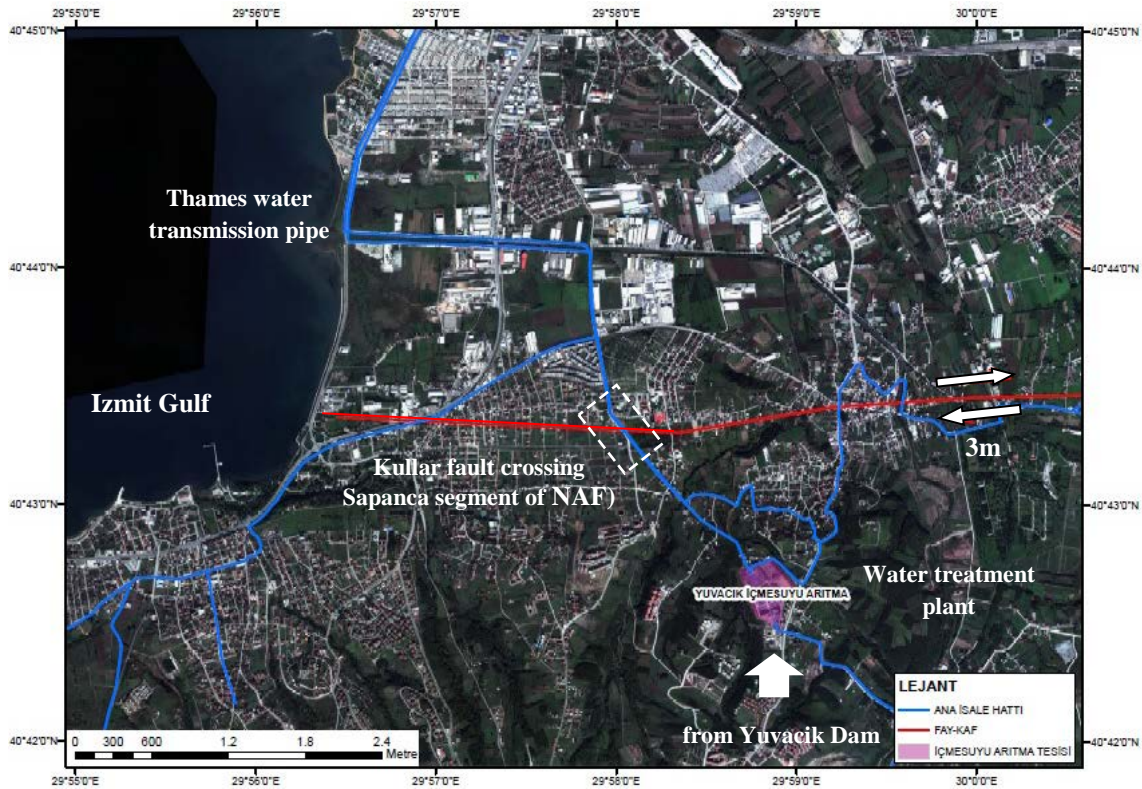 29°55'0"E 29°56'0"E 29°57'0"E 29°58'0"E 29°59'0"E 30°0'0"E
40°45'0"N 40°45'0"N
Thames water
transmission pipe
40°44'0"N 40°44'0"N
Izmit Gulf
3m
Kullar fault crossing
Sapanca segment of NAF)
40°43'0"N 40°43'0"N
Water treatment
plant
YUVACIK İÇMESUYU ARITMA
from Yuvacik Dam
LEJANT
ANA İSALE HATTI
FAY-KAF
İÇMESUYU ARITMA TESİSİ
40°42'0"N 40°42'0"N
0 300 600 1.2 1.8 2.4
Metre
29°55'0"E 29°56'0"E 29°57'0"E 29°58'0"E 29°59'0"E 30°0'0"E